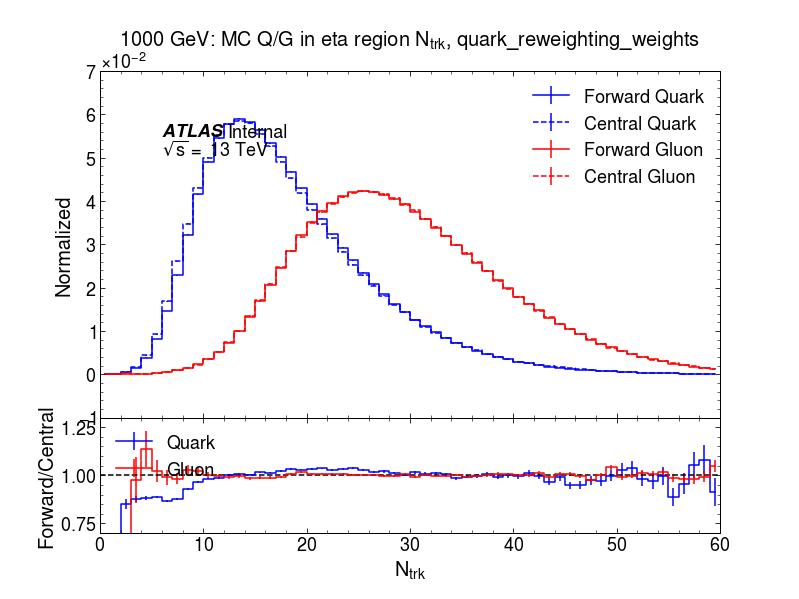 1000 GeV: MC Q/G in eta region N_trk, quark_reweighting_weights
×10⁻²
7
6
5
4
3
2
1
0
−1
Normalized
ATLAS Internal
√s = 13 TeV
Forward Quark
Central Quark
Forward Gluon
Central Gluon
1.25
1.00
0.75
Forward/Central
Quark
Gluon
0 10 20 30 40 50 60
N_trk